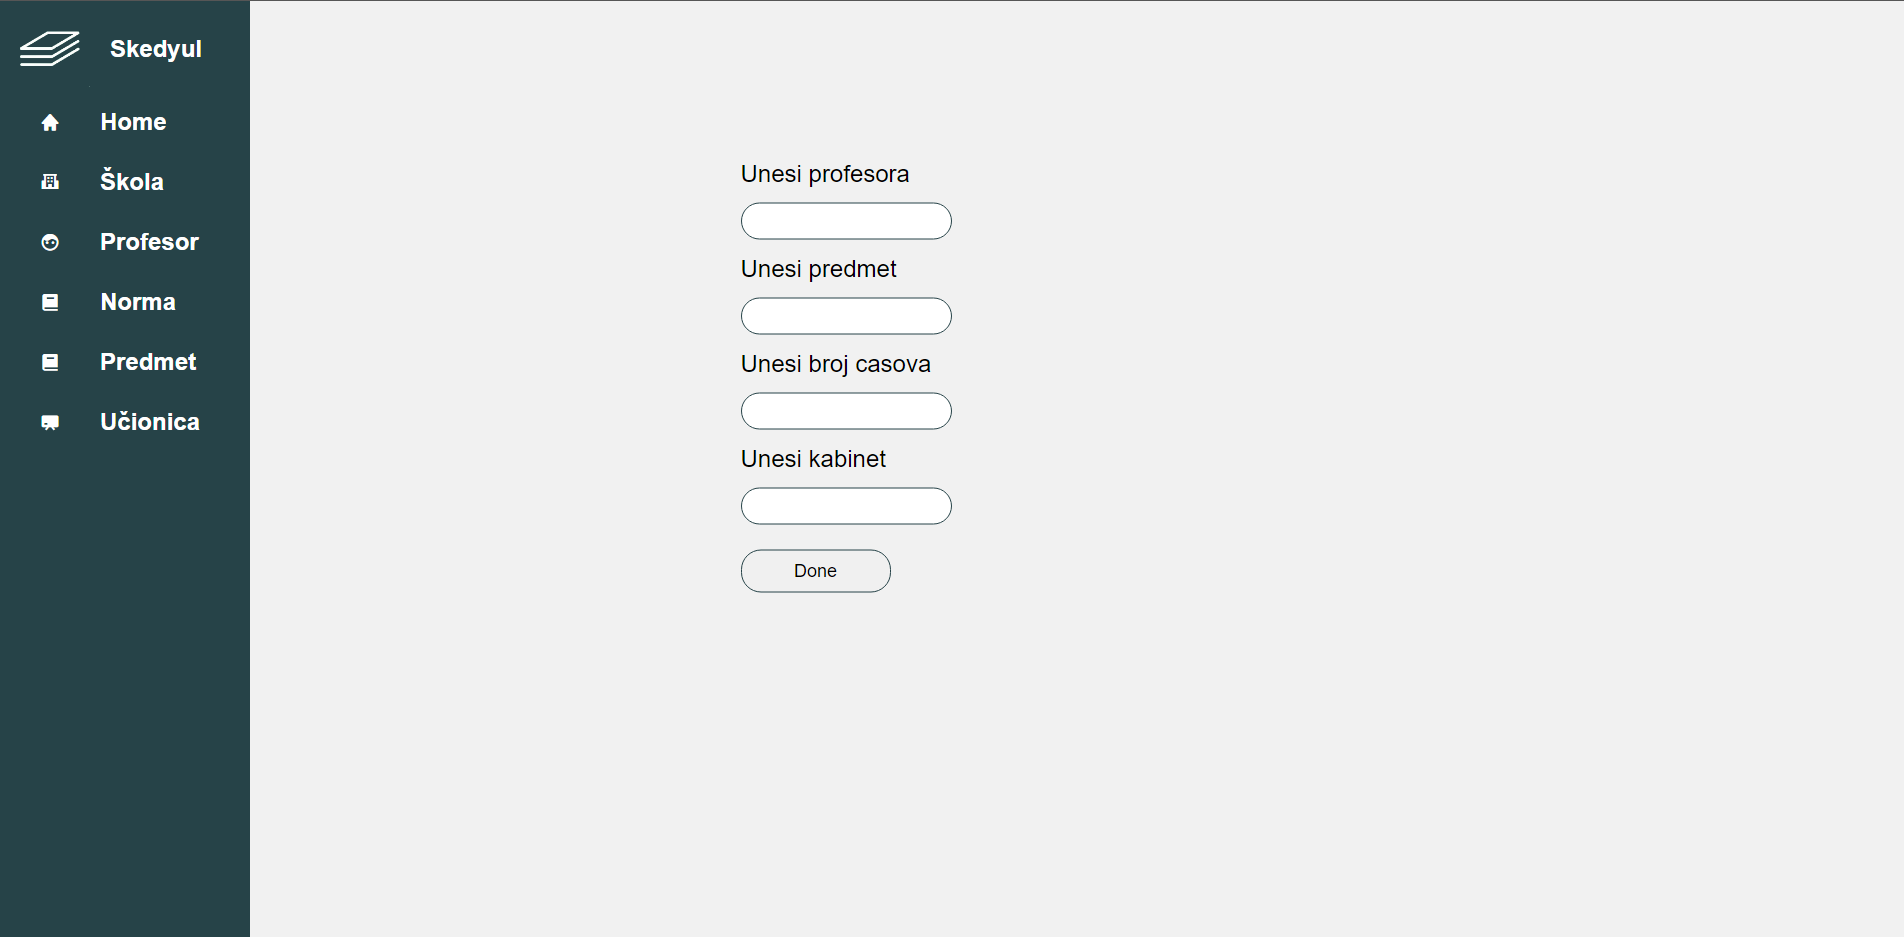 Skedyul
Home
Škola
Profesor
Norma
Predmet
Učionica
Unesi profesora
Unesi predmet
Unesi broj casova
Unesi kabinet
Done